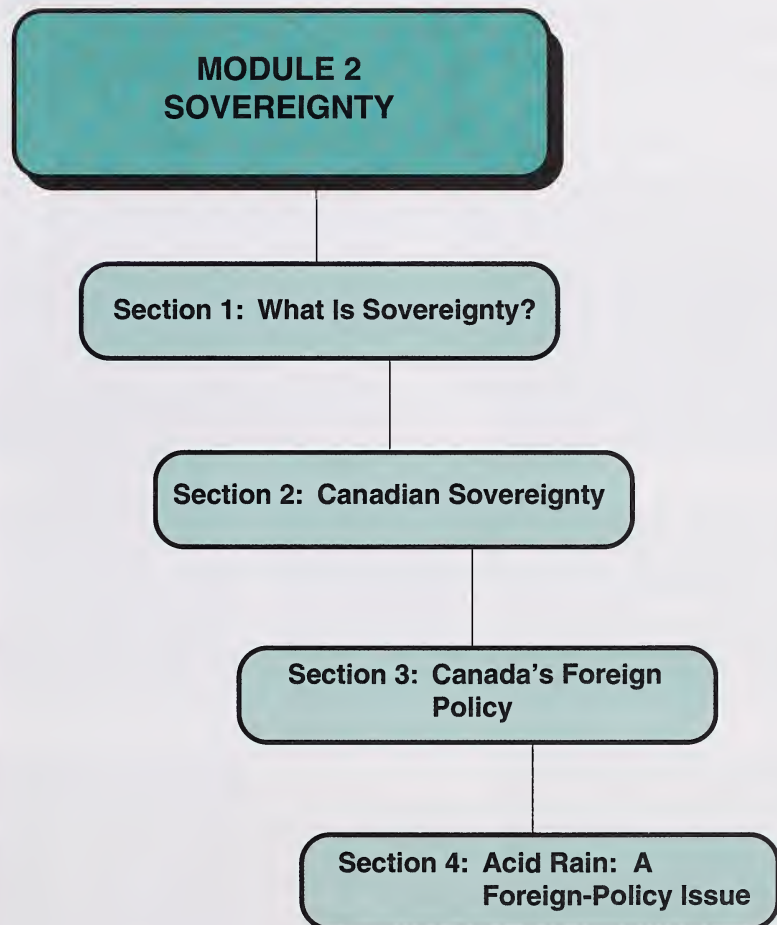 MODULE 2
SOVEREIGNTY
Section 1: What Is Sovereignty?
Section 2: Canadian Sovereignty
Section 3: Canada's Foreign
Policy
Section 4: Acid Rain: A
Foreign-Policy Issue